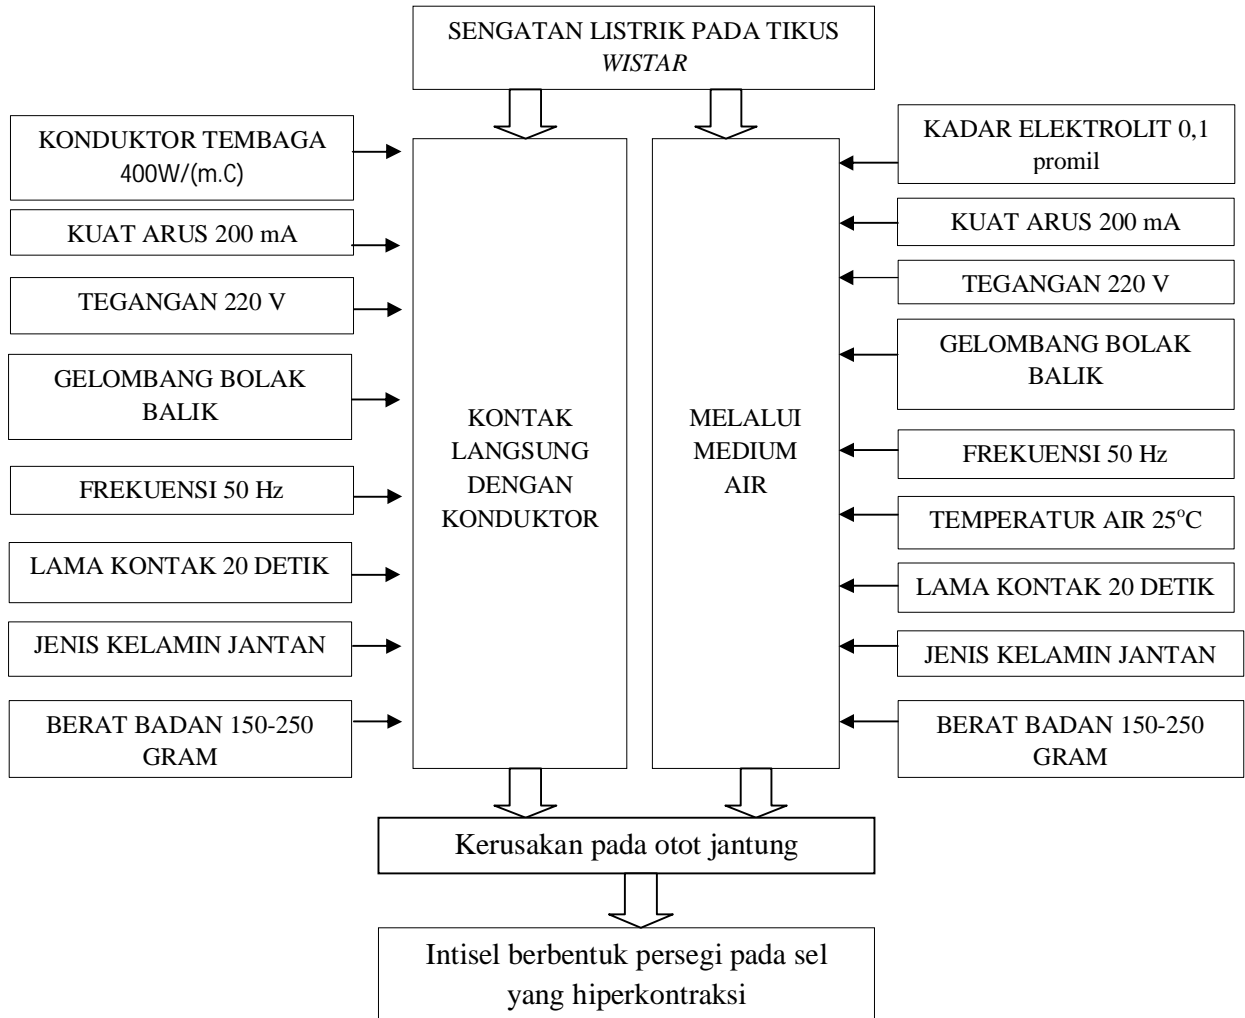 SENGATAN LISTRIK PADA TIKUS
WISTAR
KONDUKTOR TEMBAGA
400W/(m.C)
KUAT ARUS 200 mA
TEGANGAN 220 V
GELOMBANG BOLAK
BALIK
FREKUENSI 50 Hz
LAMA KONTAK 20 DETIK
JENIS KELAMIN JANTAN
BERAT BADAN 150-250
GRAM
KONTAK
LANGSUNG
DENGAN
KONDUKTOR
MELALUI
MEDIUM
AIR
KADAR ELEKTROLIT 0,1
promil
KUAT ARUS 200 mA
TEGANGAN 220 V
GELOMBANG BOLAK
BALIK
FREKUENSI 50 Hz
TEMPERATUR AIR 25°C
LAMA KONTAK 20 DETIK
JENIS KELAMIN JANTAN
BERAT BADAN 150-250
GRAM
Kerusakan pada otot jantung
Intisel berbentuk persegi pada sel
yang hiperkontraksi